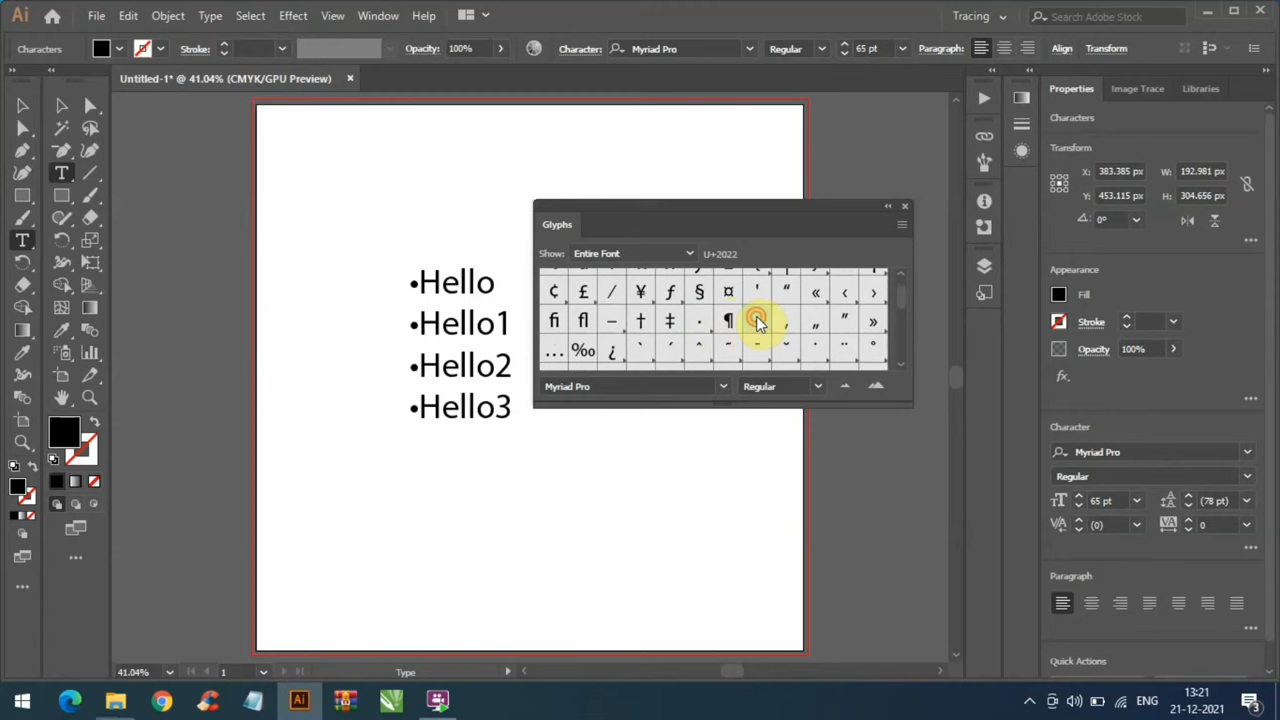 Ai File Edit Object Type Select Effect View Window Help Tracing Search Adobe Stock
Characters Stroke: Opacity: 100% Character: Myriad Pro Regular 65 pt Paragraph: Align Transform
Untitled-1* @ 41.04% (CMYK/GPU Preview)
Properties Image Trace Libraries
Characters
Transform
X: 383.385 px W: 192.981 px
Y: 453.115 px H: 304.656 px
0°
Appearance
Fill
Stroke
Opacity 100%
fx.
Character
Myriad Pro
Regular
65 pt (78 pt)
(0) 0
Paragraph
Quick Actions
•Hello
•Hello1
•Hello2
•Hello3
Glyphs
Show: Entire Font U+2022
¢ £ ⁄ ¥ ƒ § ¤ ' “ « ‹ ›
fi fl – † ‡ · ¶ ‚ „ ” »
… ‰ ¿ ` ´ ˆ ˜ ¯ ˘ ˙ ¨ ˚
Myriad Pro Regular
41.04% 1 Type
Ai ENG 13:21
21-12-2021 3